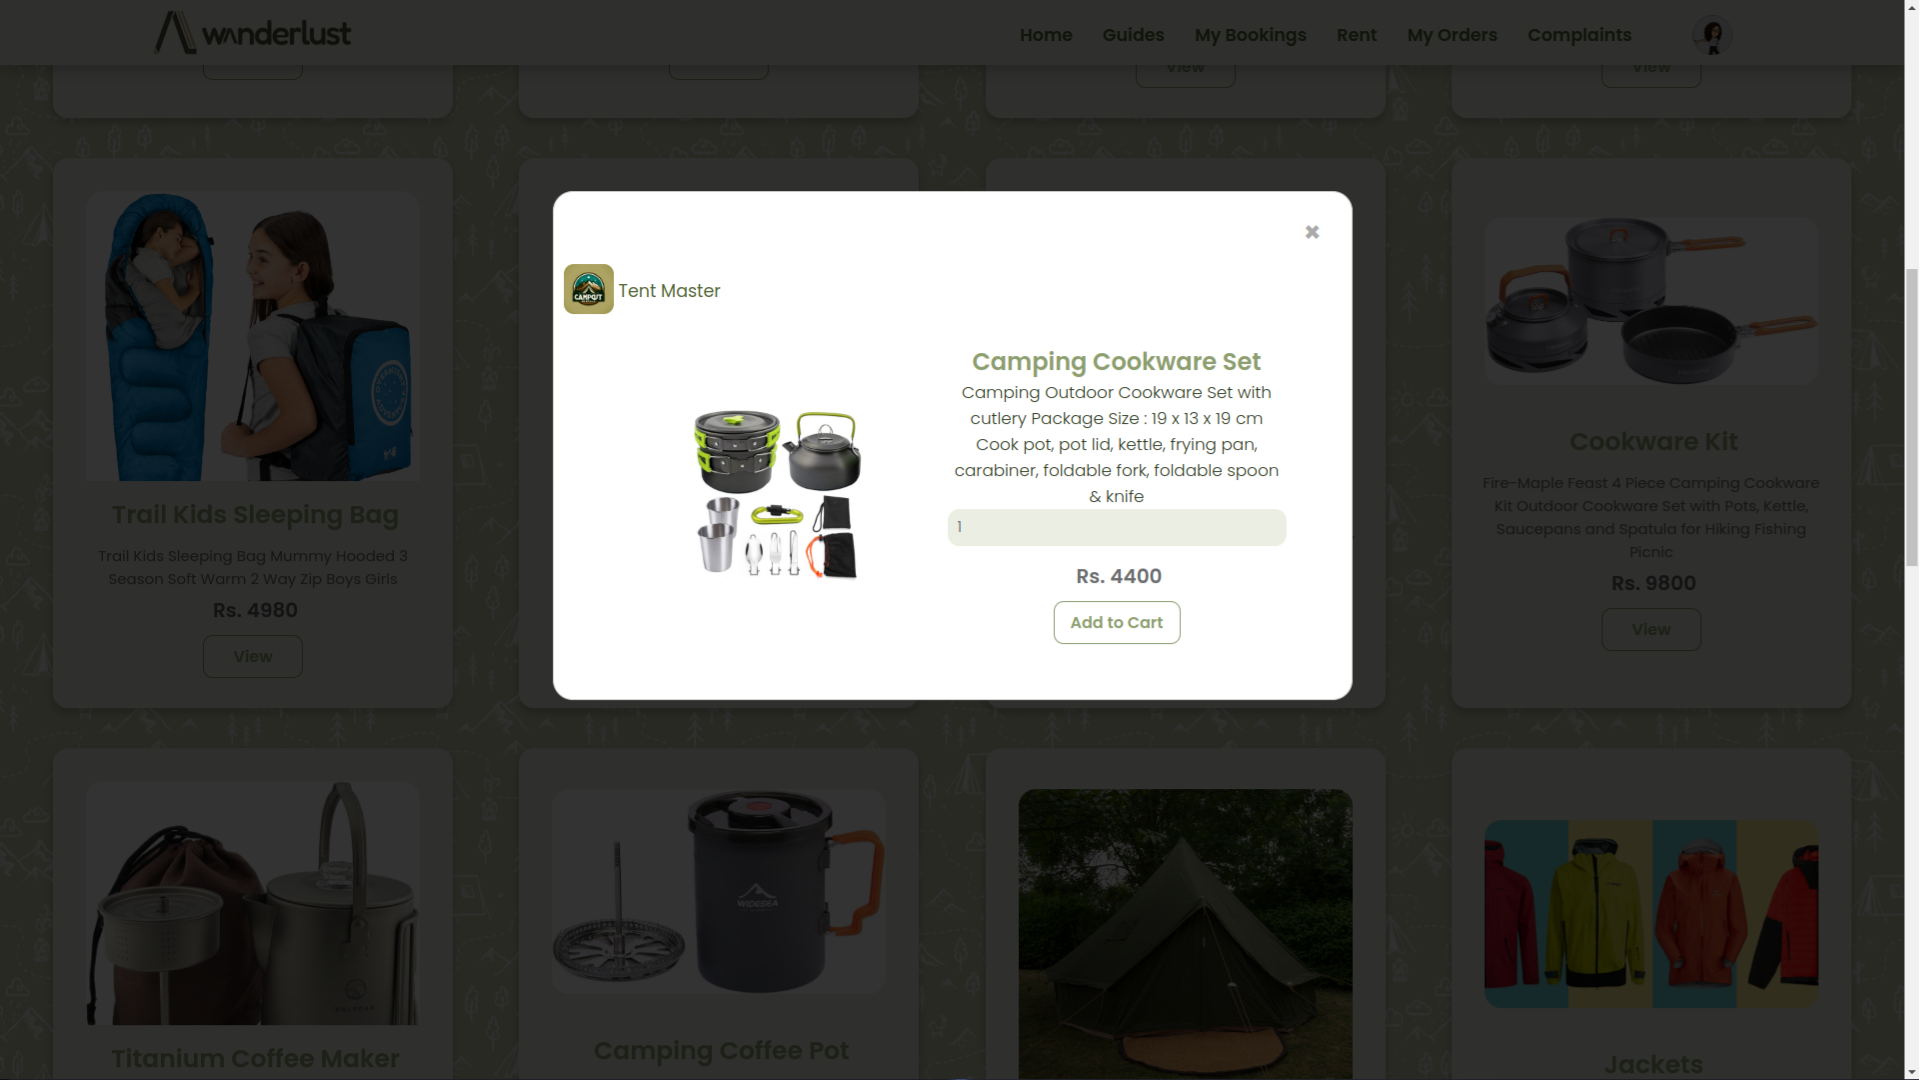 wanderlust
Home
Guides
My Bookings
Rent
My Orders
Complaints
View
View
CAMPOUT
Tent Master
Camping Cookware Set
Camping Outdoor Cookware Set with
cutlery Package Size : 19 x 13 x 19 cm
Cook pot, pot lid, kettle, frying pan,
carabiner, foldable fork, foldable spoon
& knife
1
Rs. 4400
Add to Cart
Trail Kids Sleeping Bag
Trail Kids Sleeping Bag Mummy Hooded 3
Season Soft Warm 2 Way Zip Boys Girls
Rs. 4980
View
Cookware Kit
Fire-Maple Feast 4 Piece Camping Cookware
Kit Outdoor Cookware Set with Pots, Kettle,
Saucepans and Spatula for Hiking Fishing
Picnic
Rs. 9800
View
WIDESEA
Titanium Coffee Maker
Camping Coffee Pot
Jackets